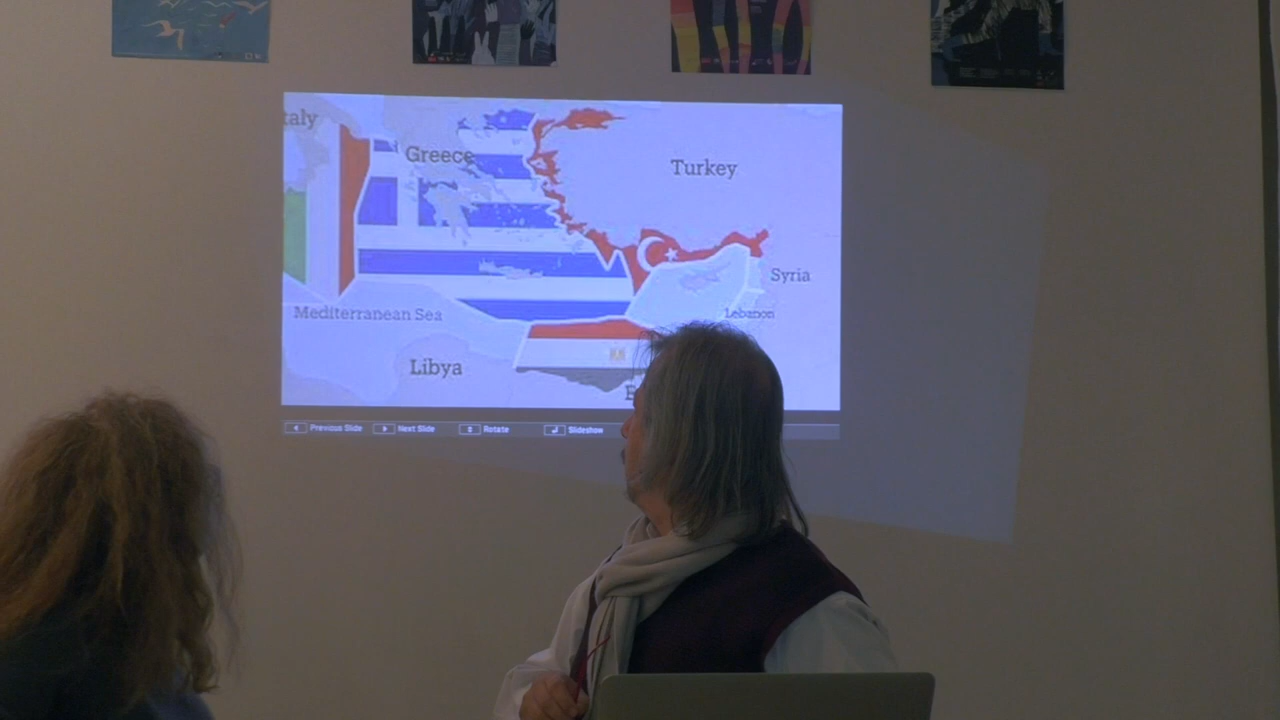 taly
Greece
Turkey
Syria
Mediterranean Sea
Lebanon
Libya
E
Previous Slide
Next Slide
Rotate
Slideshow